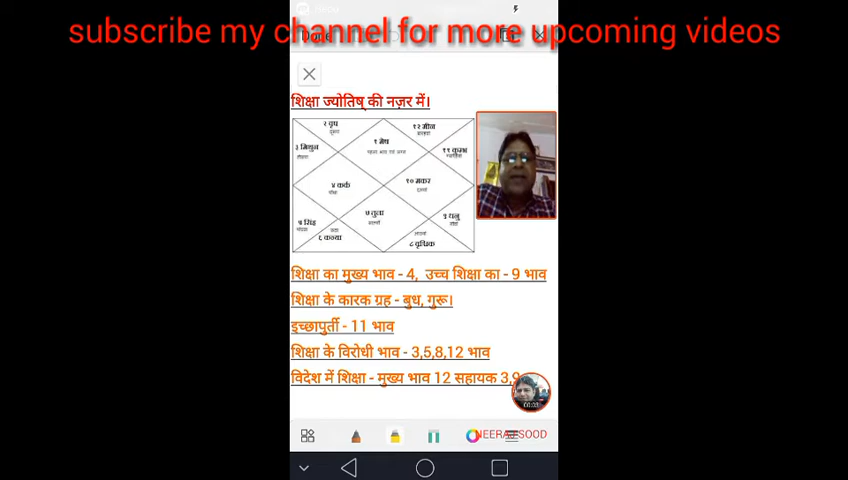 subscribe my channel for more upcoming videos
Done
शिक्षा ज्योतिष् की नज़र में।
२ वृष
१२ मीन
३ मिथुन
१ मेष
११ कुम्भ
४ कर्क
१० मकर
५ सिंह
७ तुला
९ धनु
६ कन्या
८ वृश्चिक
शिक्षा का मुख्य भाव - 4, उच्च शिक्षा का - 9 भाव
शिक्षा के कारक ग्रह - बुध, गुरू।
इच्छापुर्ती - 11 भाव
शिक्षा के विरोधी भाव - 3,5,8,12 भाव
विदेश में शिक्षा - मुख्य भाव 12 सहायक 3,9
NEERAJ SOOD